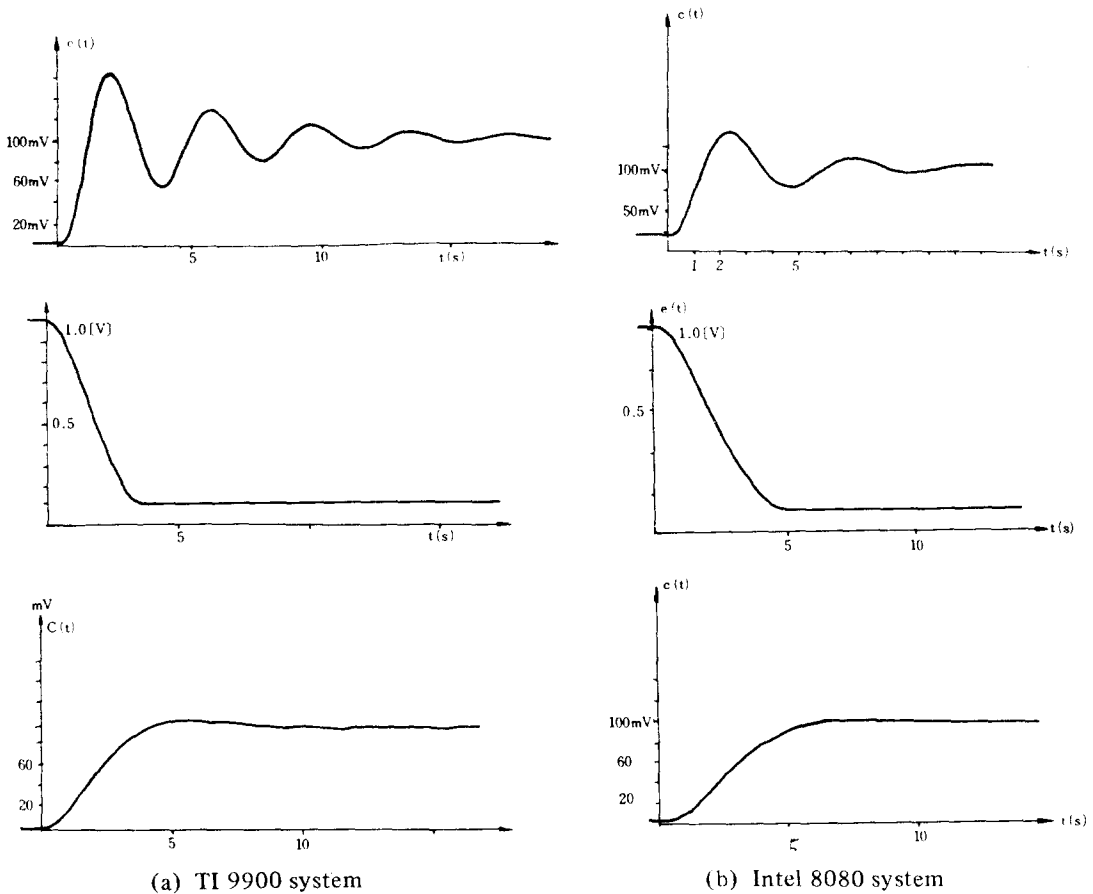 c(t)
100mV
60mV
20mV
5
10
t(s)
c(t)
100mV
50mV
1
2
5
t(s)
1.0[V]
0.5
5
t(s)
e(t)
1.0[V]
0.5
5
10
t(s)
mV
C(t)
60
20
5
10
c(t)
100mV
60
20
5
10
t(s)
(a) TI 9900 system
(b) Intel 8080 system